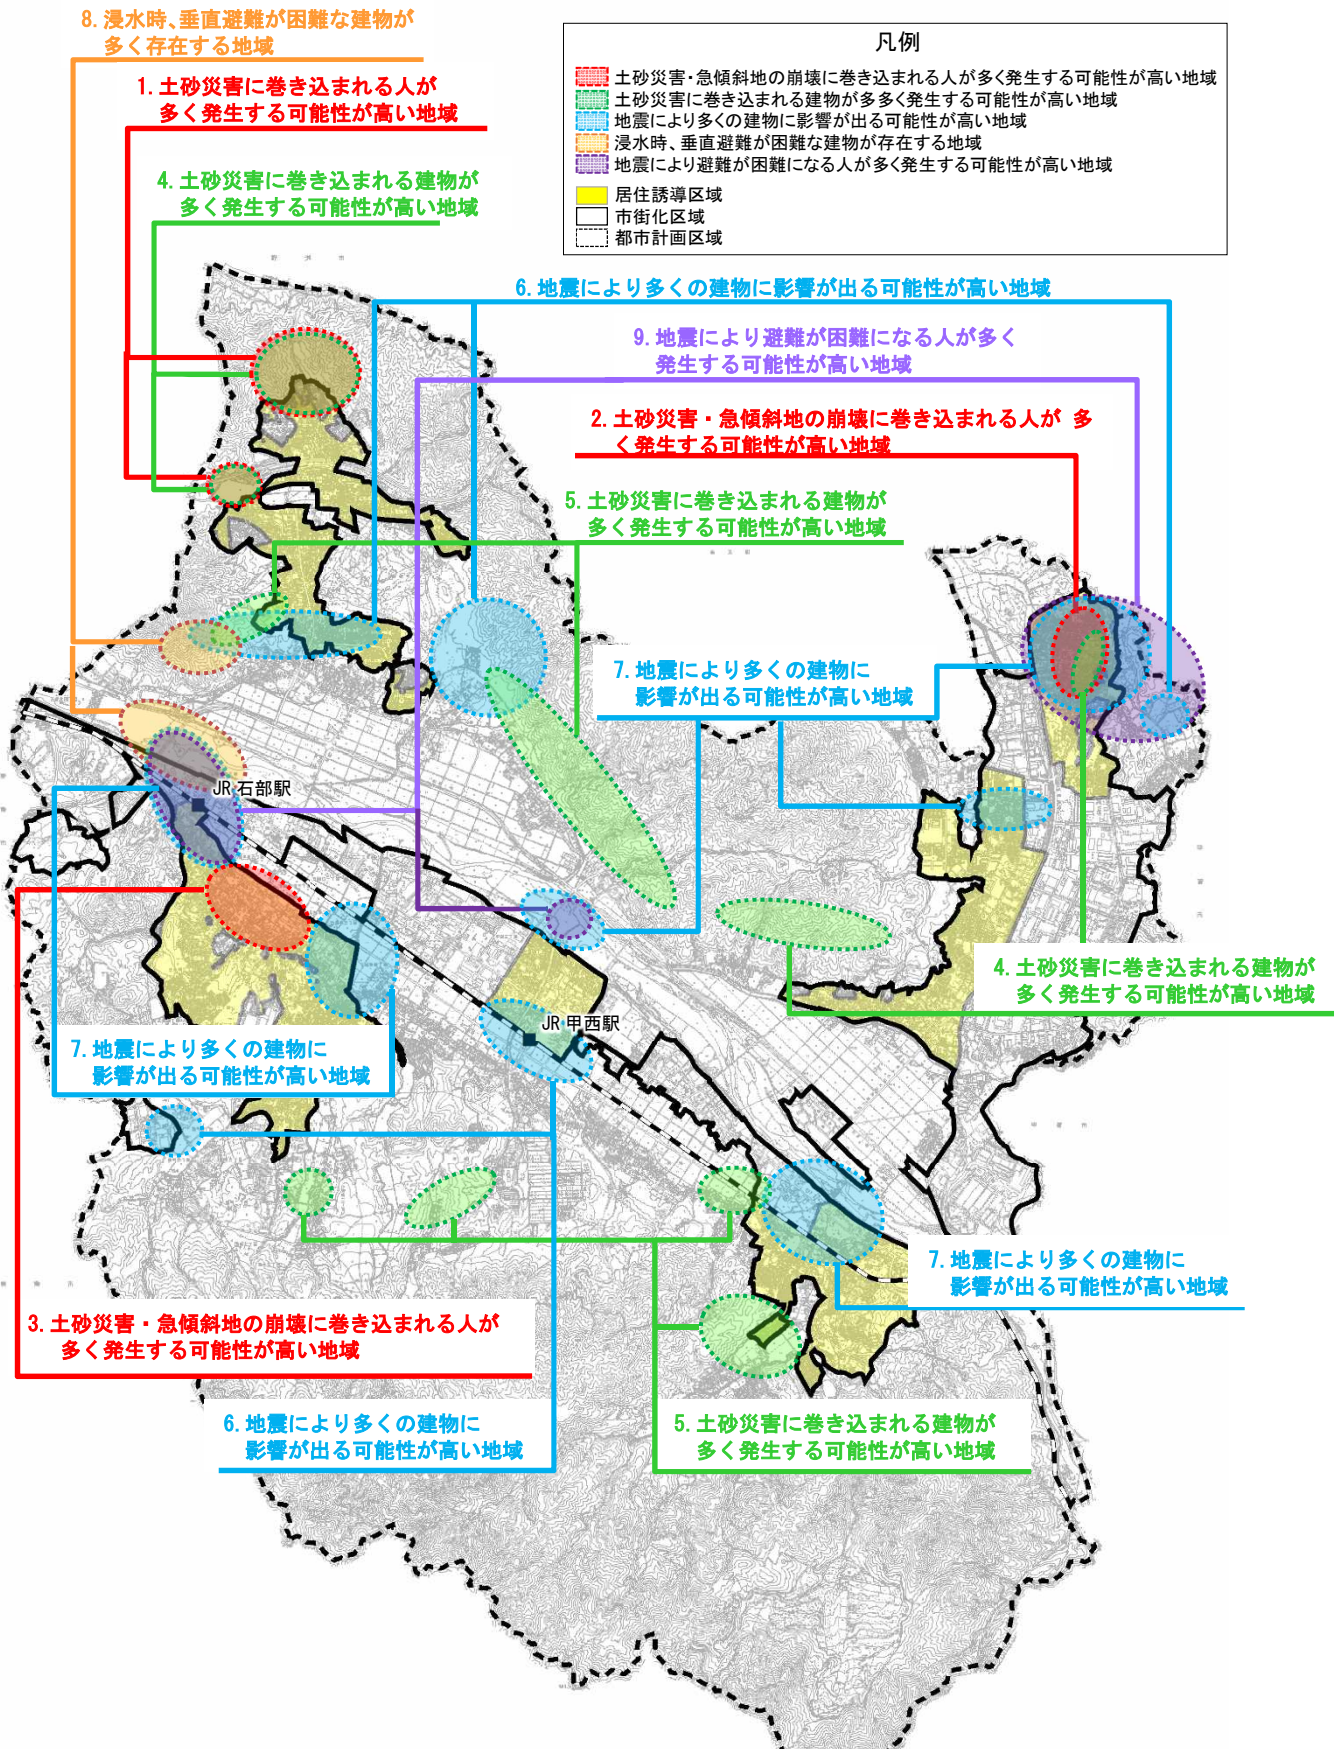 8. 浸水時、垂直避難が困難な建物が
多く存在する地域
1. 土砂災害に巻き込まれる人が
多く発生する可能性が高い地域
4. 土砂災害に巻き込まれる建物が
多く発生する可能性が高い地域
凡例
土砂災害・急傾斜地の崩壊に巻き込まれる人が多く発生する可能性が高い地域
土砂災害に巻き込まれる建物が多多く発生する可能性が高い地域
地震により多くの建物に影響が出る可能性が高い地域
浸水時、垂直避難が困難な建物が存在する地域
地震により避難が困難になる人が多く発生する可能性が高い地域
居住誘導区域
市街化区域
都市計画区域
6. 地震により多くの建物に影響が出る可能性が高い地域
9. 地震により避難が困難になる人が多く
発生する可能性が高い地域
2. 土砂災害・急傾斜地の崩壊に巻き込まれる人が 多
く発生する可能性が高い地域
5. 土砂災害に巻き込まれる建物が
多く発生する可能性が高い地域
7. 地震により多くの建物に
影響が出る可能性が高い地域
JR 石部駅
4. 土砂災害に巻き込まれる建物が
多く発生する可能性が高い地域
JR 甲西駅
7. 地震により多くの建物に
影響が出る可能性が高い地域
7. 地震により多くの建物に
影響が出る可能性が高い地域
3. 土砂災害・急傾斜地の崩壊に巻き込まれる人が
多く発生する可能性が高い地域
6. 地震により多くの建物に
影響が出る可能性が高い地域
5. 土砂災害に巻き込まれる建物が
多く発生する可能性が高い地域